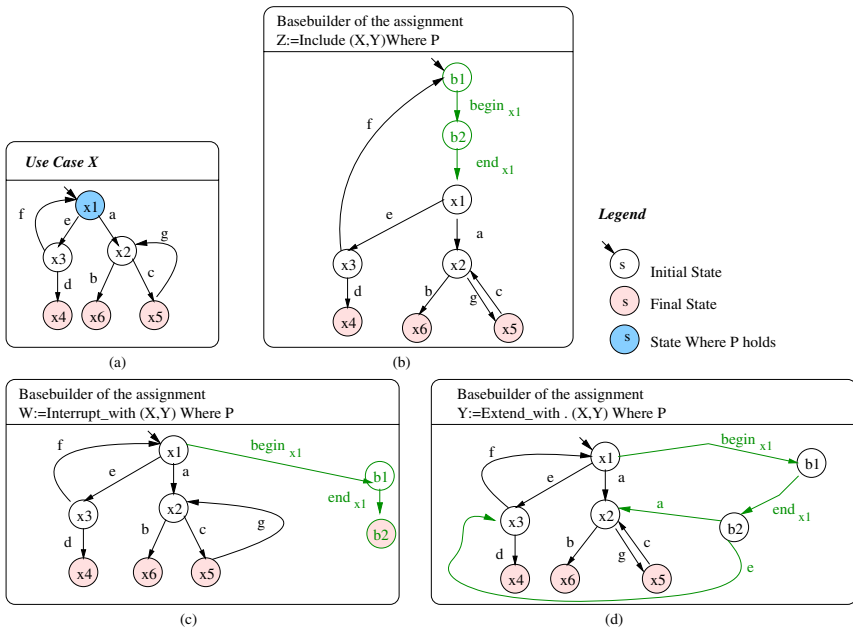 Use Case X
x1
f
e
a
g
x3
x2
d
b
c
x4
x6
x5
(a)
Basebuilder of the assignment
Z:=Include (X,Y)Where P
b1
begin x1
f
b2
end x1
x1
e
a
x3
x2
d
b
g
c
x4
x6
x5
(b)
Legend
s
Initial State
s
Final State
s
State Where P holds
Basebuilder of the assignment
W:=Interrupt_with (X,Y) Where P
f
x1
begin x1
e
a
b1
end x1
x3
x2
d
b
c
g
b2
x4
x6
x5
(c)
Basebuilder of the assignment
Y:=Extend_with . (X,Y) Where P
f
x1
begin x1
b1
e
a
end x1
a
x3
x2
b2
d
b
g
c
e
x4
x6
x5
(d)